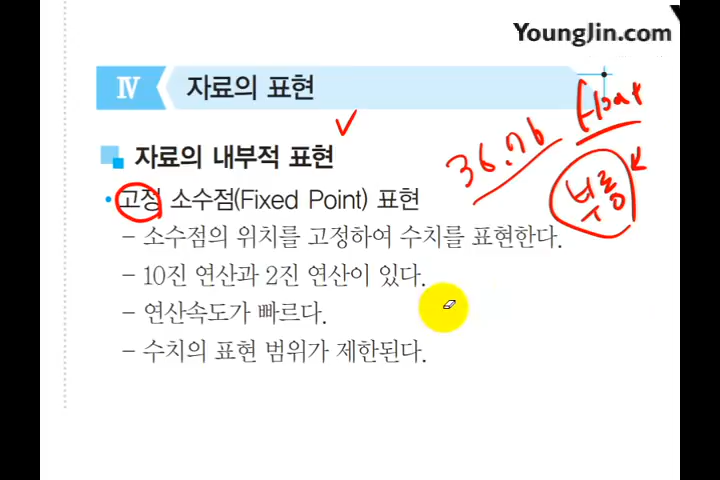 YoungJin.com
Ⅳ 자료의 표현
자료의 내부적 표현
36.76 float
부동
• 고정 소수점(Fixed Point) 표현
– 소수점의 위치를 고정하여 수치를 표현한다.
– 10진 연산과 2진 연산이 있다.
– 연산속도가 빠르다.
– 수치의 표현 범위가 제한된다.